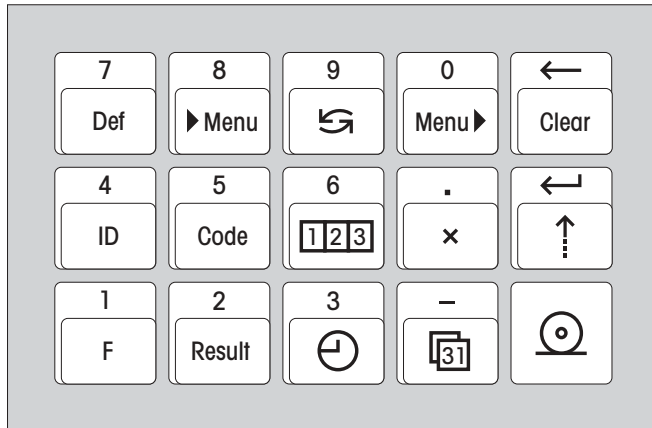 7 8 9 0 ←
Def ▶Menu Menu▶ Clear
4 5 6 . ↵
ID Code 123 × ↑
1 2 3 –
F Result 31